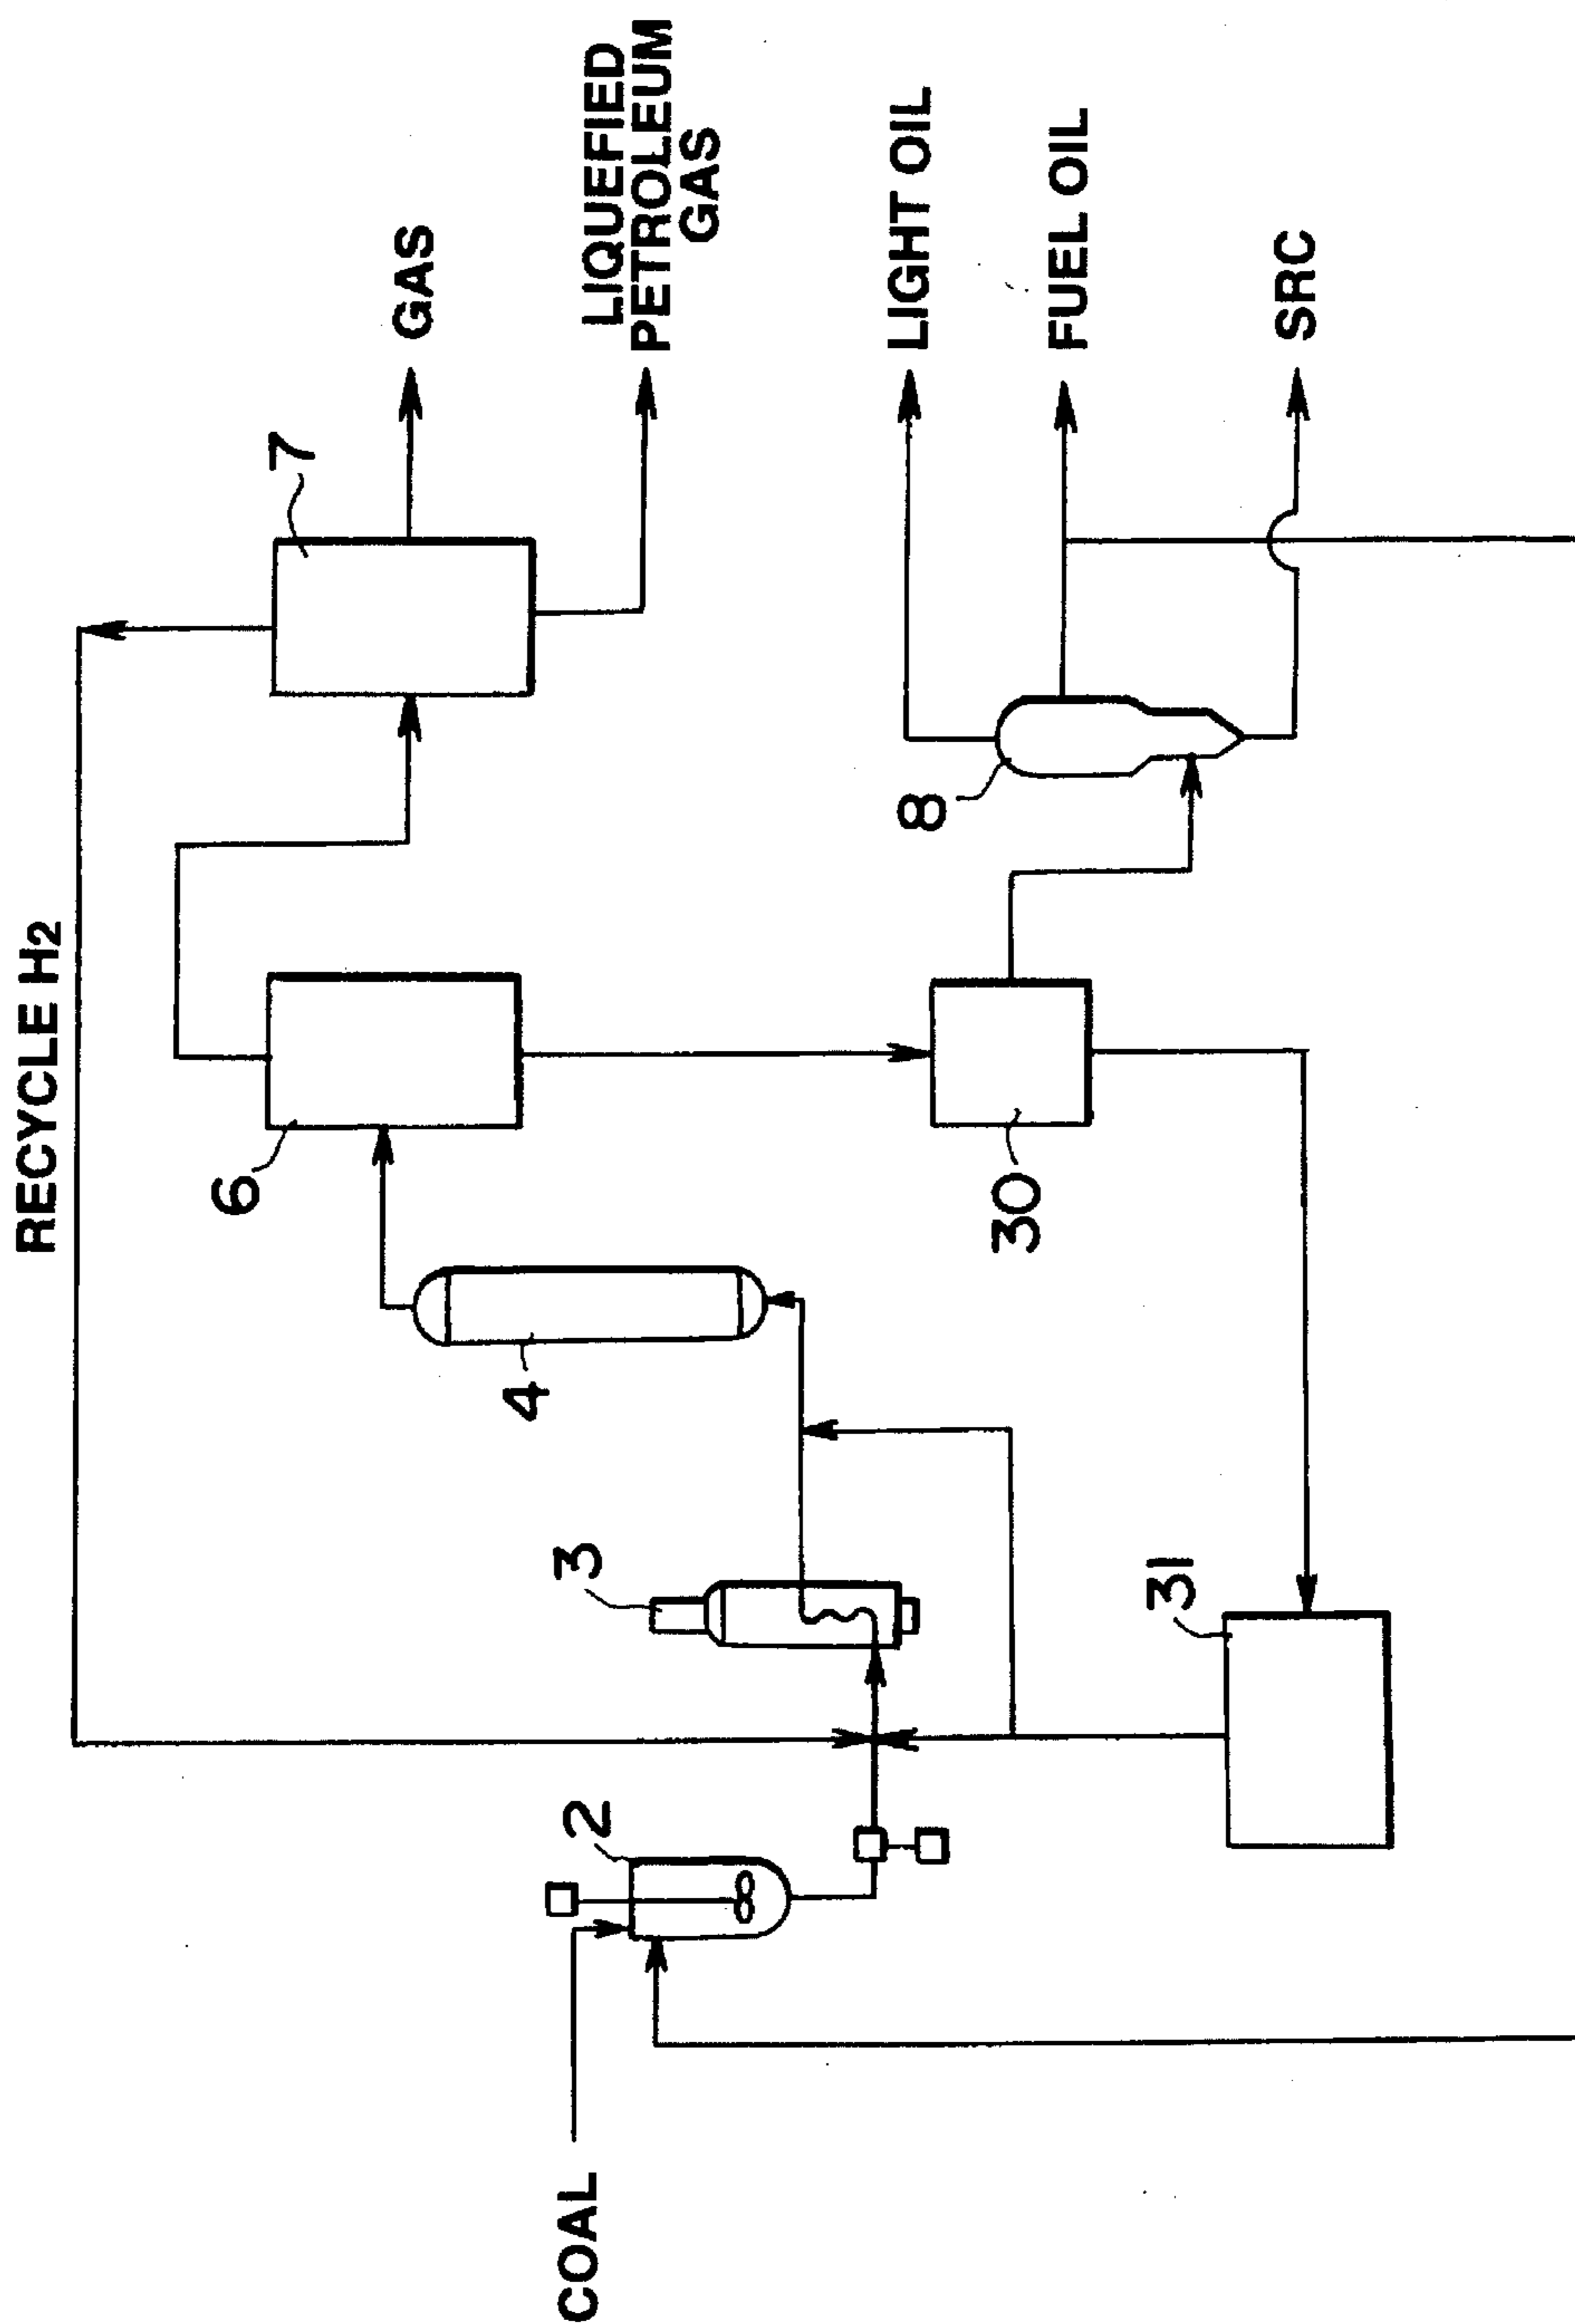 RECYCLE H2
7
GAS
LIQUEFIED
PETROLEUM
GAS
6
4
3
2
COAL
8
LIGHT OIL
FUEL OIL
SRC
30
31